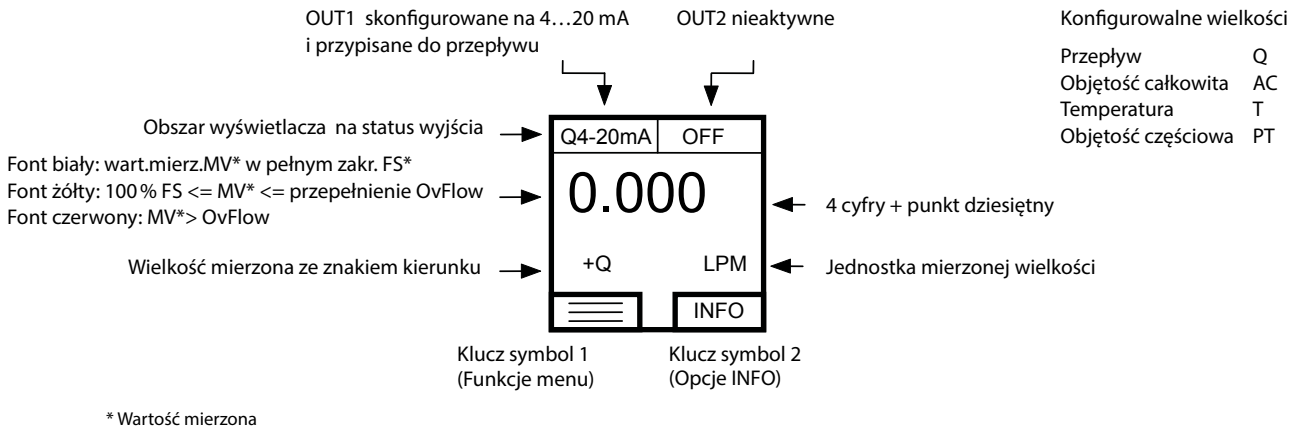 OUT1 skonfigurowane na 4…20 mA
i przypisane do przepływu
OUT2 nieaktywne
Konfigurowalne wielkości
Przepływ Q
Objętość całkowita AC
Temperatura T
Objętość częściowa PT
Obszar wyświetlacza na status wyjścia
Font biały: wart.mierz.MV* w pełnym zakr. FS*
Font żółty: 100 % FS <= MV* <= przepełnienie OvFlow
Font czerwony: MV*> OvFlow
Wielkość mierzona ze znakiem kierunku
Q4-20mA OFF
0.000
+Q LPM
INFO
4 cyfry + punkt dziesiętny
Jednostka mierzonej wielkości
Klucz symbol 1
(Funkcje menu)
Klucz symbol 2
(Opcje INFO)
* Wartość mierzona